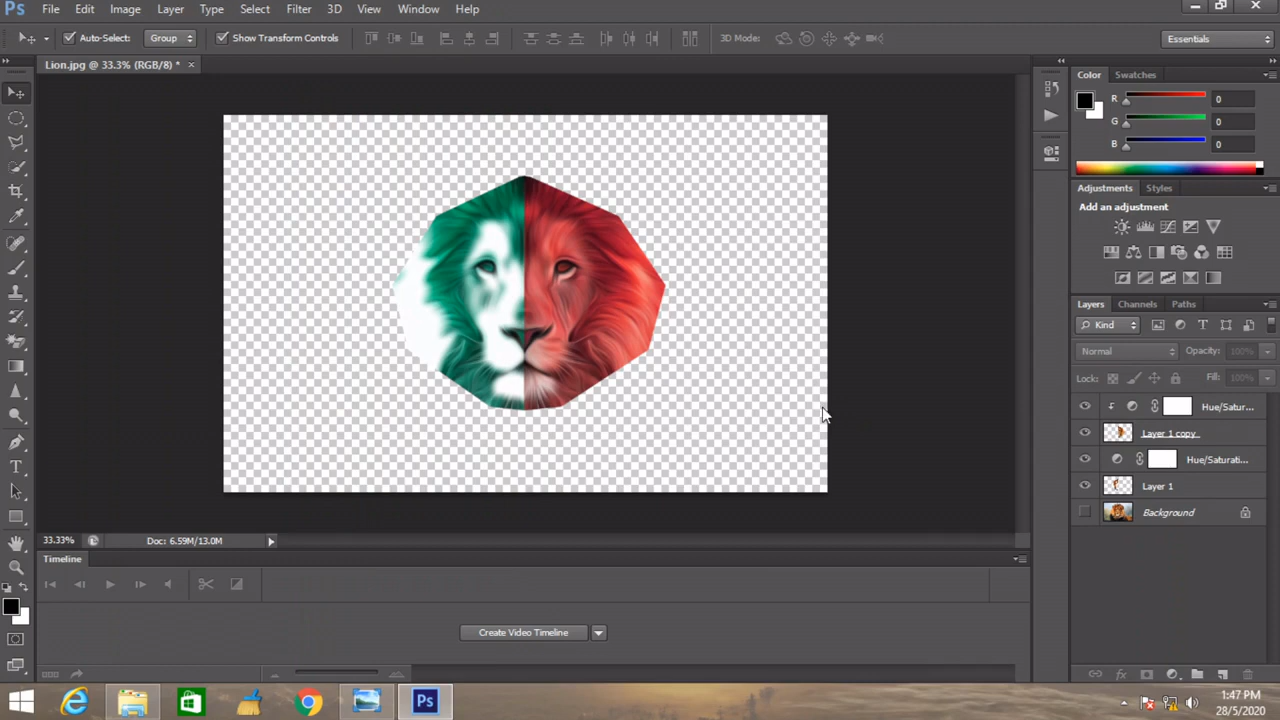 Ps File Edit Image Layer Type Select Filter 3D View Window Help
Auto-Select: Group Show Transform Controls 3D Mode: Essentials
Lion.jpg @ 33.3% (RGB/8) * ×
Color Swatches
R 0
G 0
B 0
Adjustments Styles
Add an adjustment
Layers Channels Paths
Kind
Normal Opacity: 100%
Lock: Fill: 100%
Hue/Satur...
Layer 1 copy
Hue/Saturati...
Layer 1
Background
33.33% Doc: 6.59M/13.0M
Timeline
Create Video Timeline
Ps
1:47 PM
28/5/2020